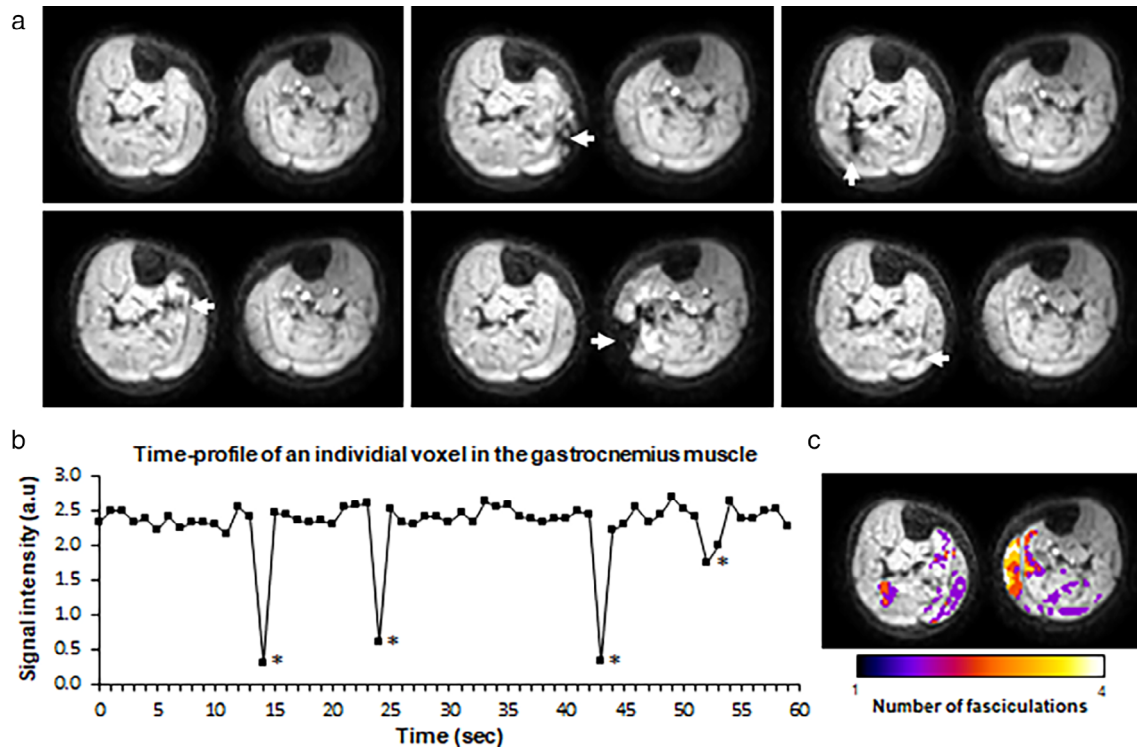 a
b
Time-profile of an individial voxel in the gastrocnemius muscle
Signal intensity (a.u)
3.0
2.5
2.0
1.5
1.0
0.5
0.0
* * * *
0 5 10 15 20 25 30 35 40 45 50 55 60
Time (sec)
c
1 4
Number of fasciculations